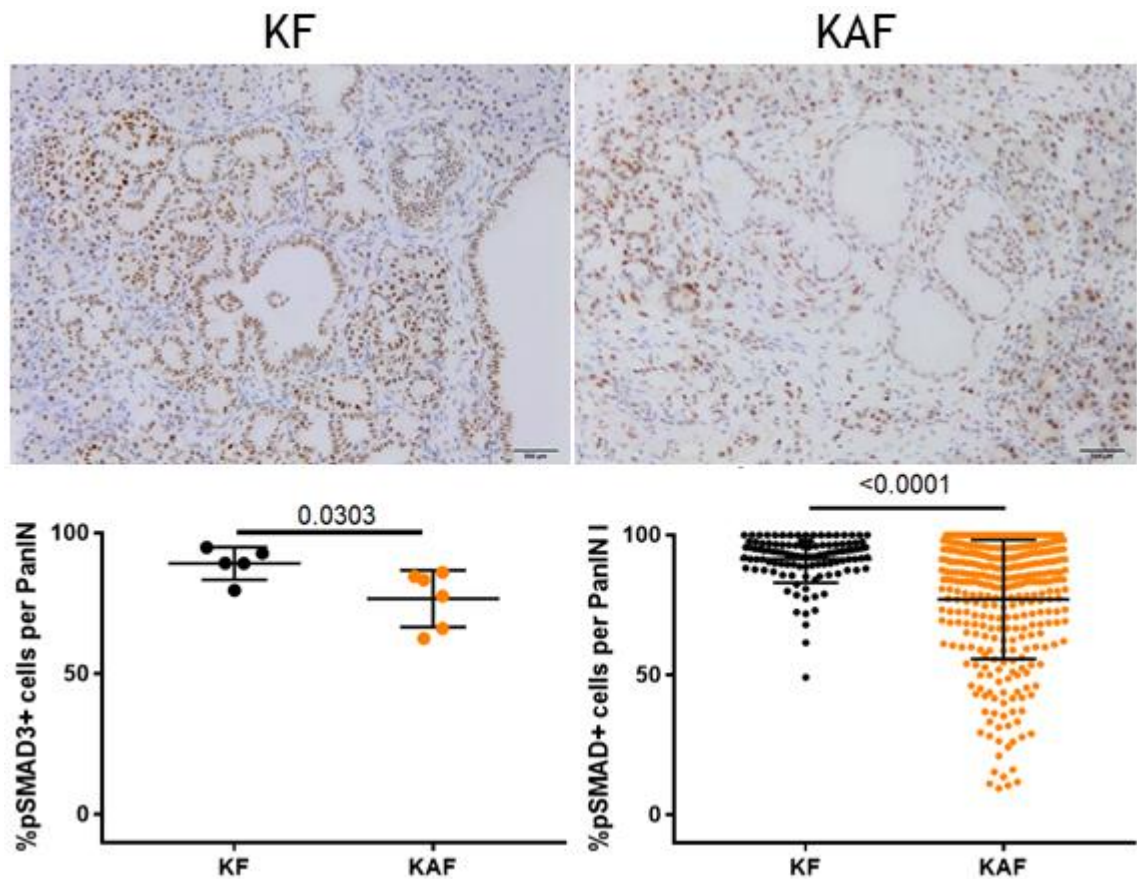 KF
KAF
%pSMAD3+ cells per PanIN
100
50
0
0.0303
KF
KAF
%pSMAD+ cells per PanIN I
100
50
0
<0.0001
KF
KAF